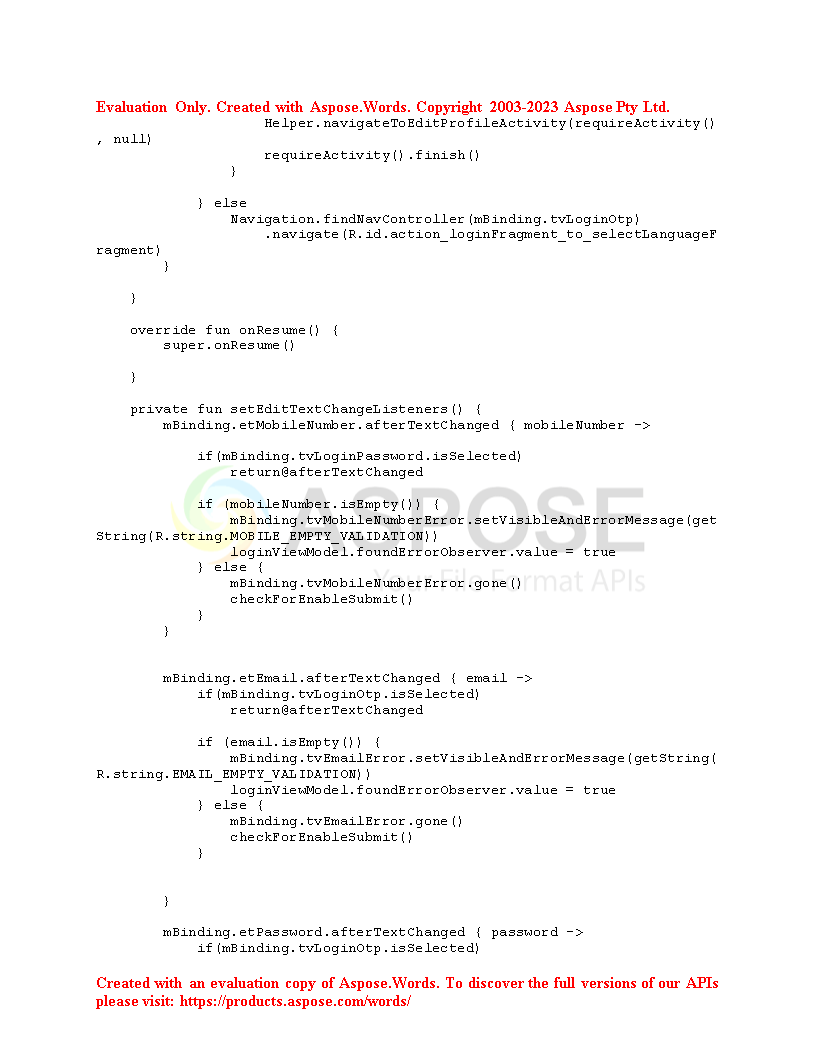 Evaluation Only. Created with Aspose.Words. Copyright 2003-2023 Aspose Pty Ltd.
Helper.navigateToEditProfileActivity(requireActivity()
, null)
requireActivity().finish()
}
} else
Navigation.findNavController(mBinding.tvLoginOtp)
.navigate(R.id.action_loginFragment_to_selectLanguageF
ragment)
}
}
override fun onResume() {
super.onResume()
}
private fun setEditTextChangeListeners() {
mBinding.etMobileNumber.afterTextChanged { mobileNumber ->
if(mBinding.tvLoginPassword.isSelected)
return@afterTextChanged
if (mobileNumber.isEmpty()) {
mBinding.tvMobileNumberError.setVisibleAndErrorMessage(get
String(R.string.MOBILE_EMPTY_VALIDATION))
loginViewModel.foundErrorObserver.value = true
} else {
mBinding.tvMobileNumberError.gone()
checkForEnableSubmit()
}
}
mBinding.etEmail.afterTextChanged { email ->
if(mBinding.tvLoginOtp.isSelected)
return@afterTextChanged
if (email.isEmpty()) {
mBinding.tvEmailError.setVisibleAndErrorMessage(getString(
R.string.EMAIL_EMPTY_VALIDATION))
loginViewModel.foundErrorObserver.value = true
} else {
mBinding.tvEmailError.gone()
checkForEnableSubmit()
}
}
mBinding.etPassword.afterTextChanged { password ->
if(mBinding.tvLoginOtp.isSelected)
Created with an evaluation copy of Aspose.Words. To discover the full versions of our APIs
please visit: https://products.aspose.com/words/
ASPOSE
Your File Format APIs